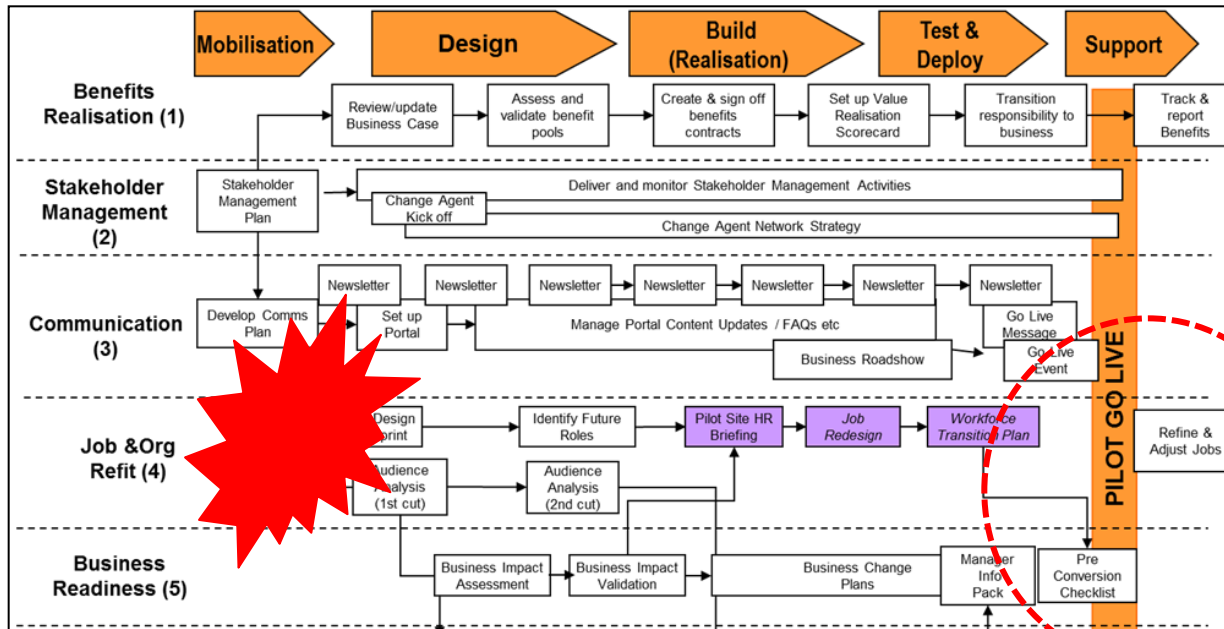 Mobilisation
Design
Build
(Realisation)
Test &
Deploy
Support
Benefits
Realisation (1)
Review/update
Business Case
Assess and
validate benefit
pools
Create & sign off
benefits
contracts
Set up Value
Realisation
Scorecard
Transition
responsibility to
business
Track &
report
Benefits
Stakeholder
Management
(2)
Stakeholder
Management
Plan
Deliver and monitor Stakeholder Management Activities
Change Agent
Kick off
Change Agent Network Strategy
Communication
(3)
Newsletter
Newsletter
Newsletter
Newsletter
Newsletter
Newsletter
Newsletter
Develop Comms
Plan
Set up
Portal
Manage Portal Content Updates / FAQs etc
Go Live
Message
Business Roadshow
Go Live
Event
PILOT GO LIVE
Job &Org
Refit (4)
Design
print
Identify Future
Roles
Pilot Site HR
Briefing
Job
Redesign
Workforce
Transition Plan
Refine &
Adjust Jobs
Audience
Analysis
(1st cut)
Audience
Analysis
(2nd cut)
Business
Readiness (5)
Business Impact
Assessment
Business Impact
Validation
Business Change
Plans
Manager
Info
Pack
Pre
Conversion
Checklist